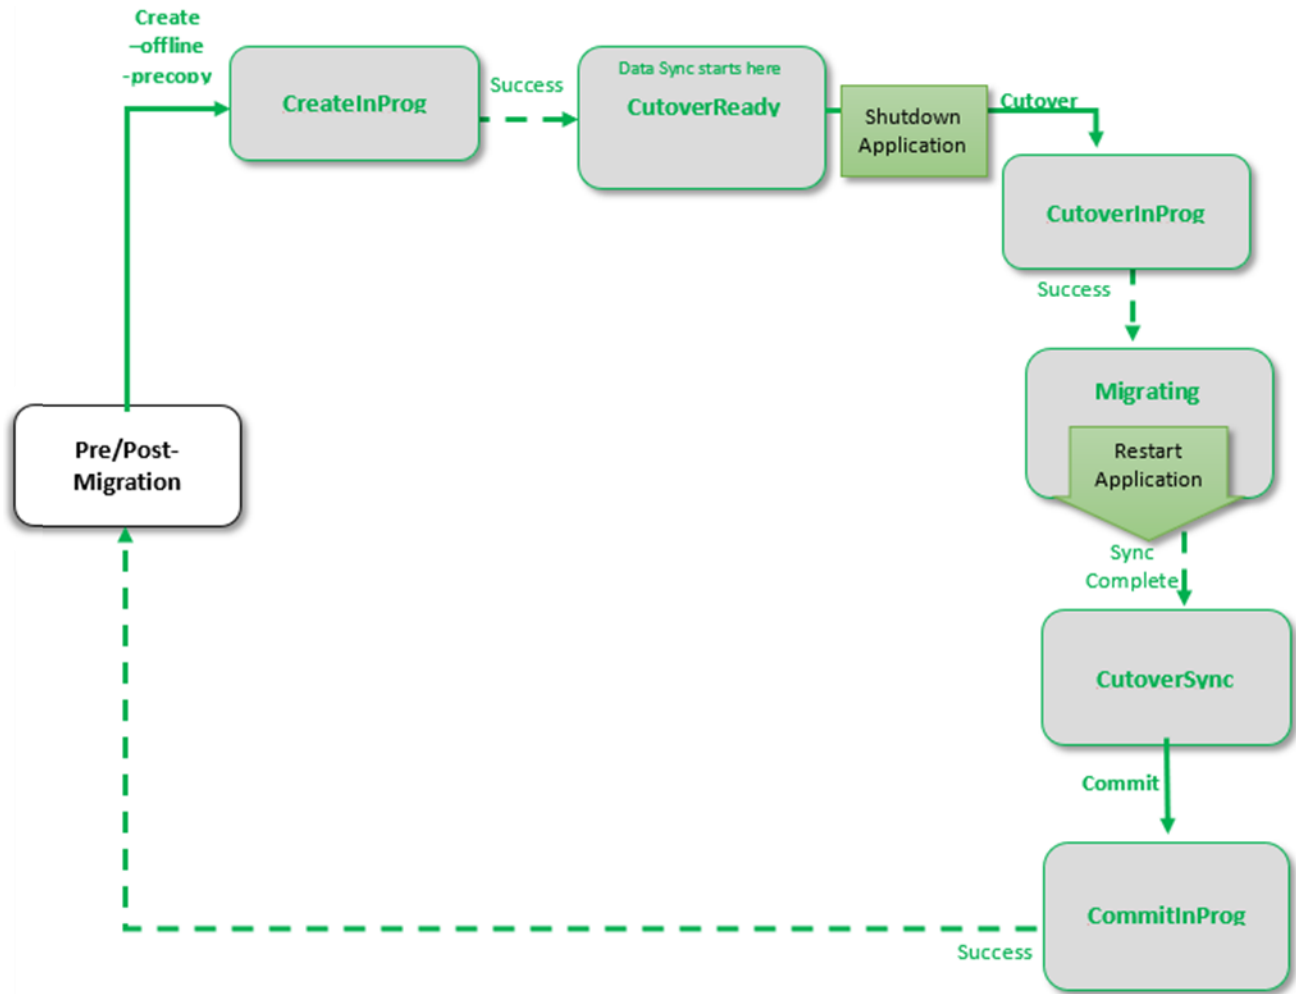 Create
–offline
-precopy
CreateInProg
Success
Data Sync starts here
CutoverReady
Shutdown
Application
Cutover
CutoverInProg
Success
Migrating
Restart
Application
Pre/Post-
Migration
Sync
Complete
CutoverSync
Commit
CommitInProg
Success